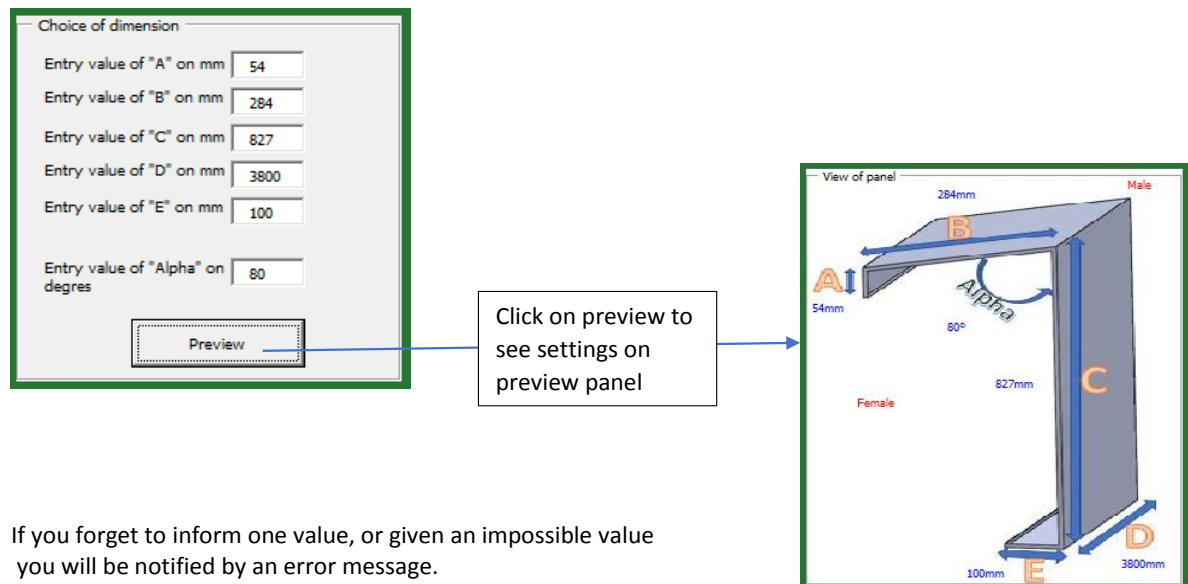 Choice of dimension
Entry value of "A" on mm 54
Entry value of "B" on mm 284
Entry value of "C" on mm 827
Entry value of "D" on mm 3800
Entry value of "E" on mm 100
Entry value of "Alpha" on 80
degres
Preview
Click on preview to
see settings on
preview panel
View of panel
284mm
Male
B
A
54mm
Alpha
80º
827mm
C
Female
D
3800mm
100mm
E
If you forget to inform one value, or given an impossible value
you will be notified by an error message.